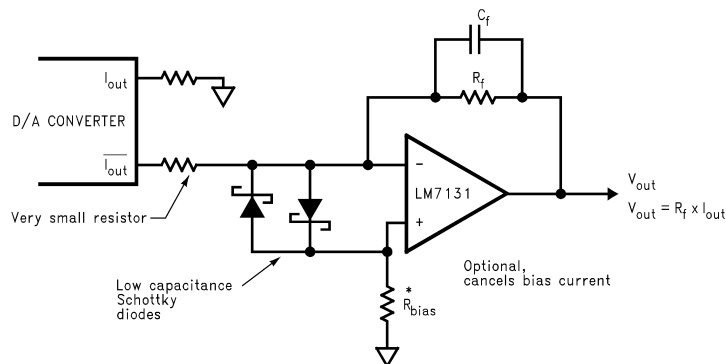 C_f
R_f
I_out
D/A CONVERTER
I̅_̅o̅u̅t̅
Very small resistor
−
LM7131
+
V_out
V_out = R_f x I_out
Low capacitance
Schottky
diodes
*
R_bias
Optional,
cancels bias current